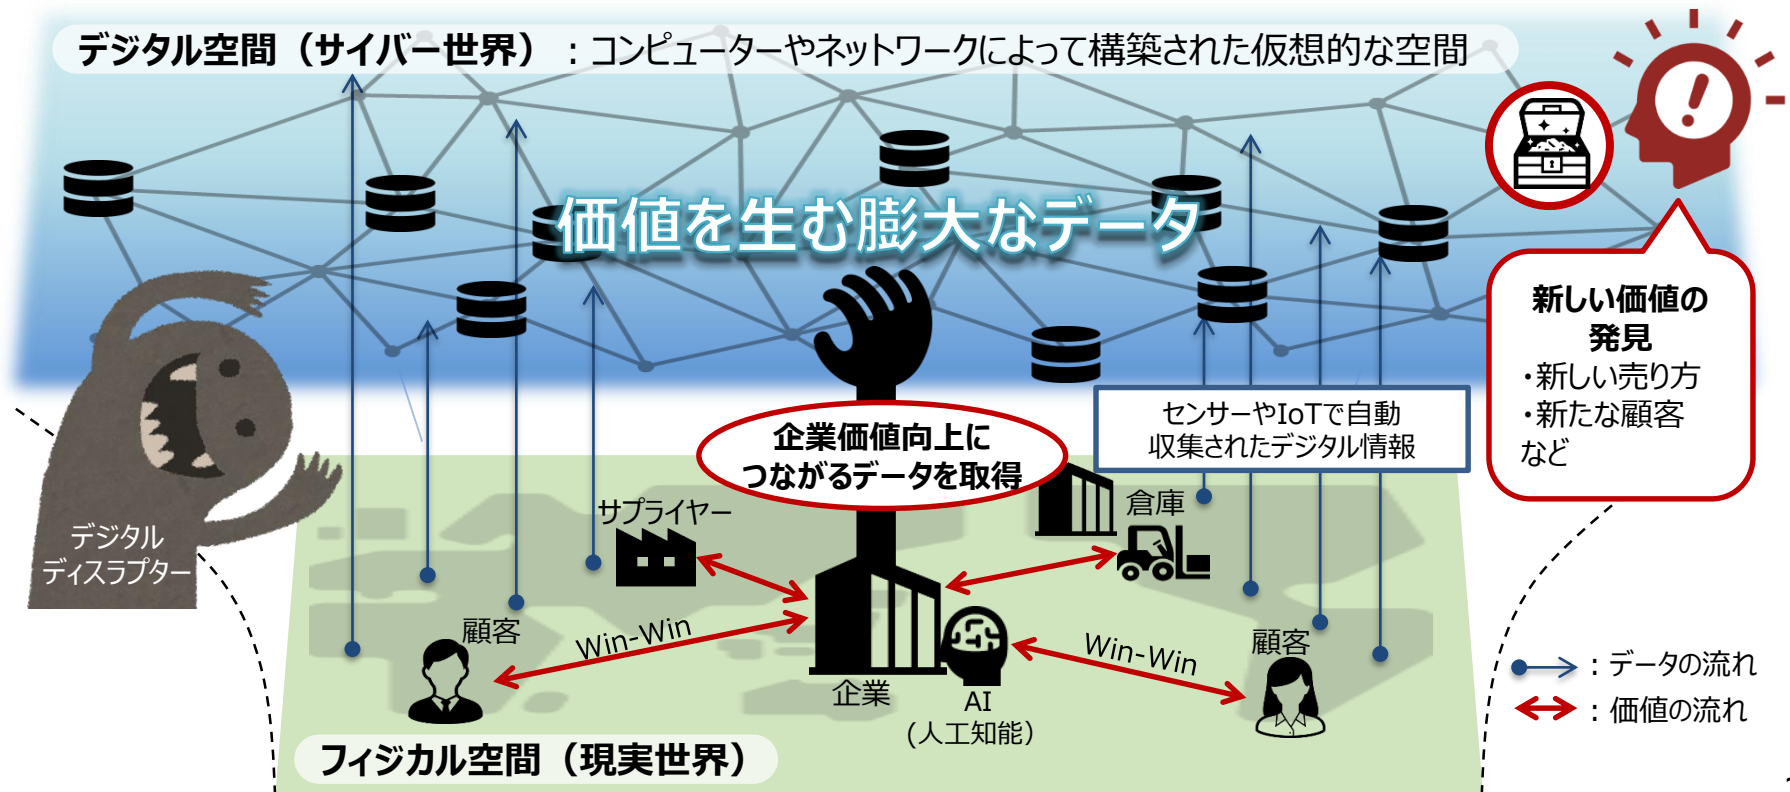 デジタル空間（サイバー世界）：コンピューターやネットワークによって構築された仮想的な空間
価値を生む膨大なデータ
新しい価値の
発見
・新しい売り方
・新たな顧客
など
センサーやIoTで自動
収集されたデジタル情報
企業価値向上に
つながるデータを取得
デジタル
ディスラプター
サプライヤー
倉庫
顧客
Win-Win
企業
AI
(人工知能）
Win-Win
顧客
：データの流れ
：価値の流れ
フィジカル空間（現実世界）